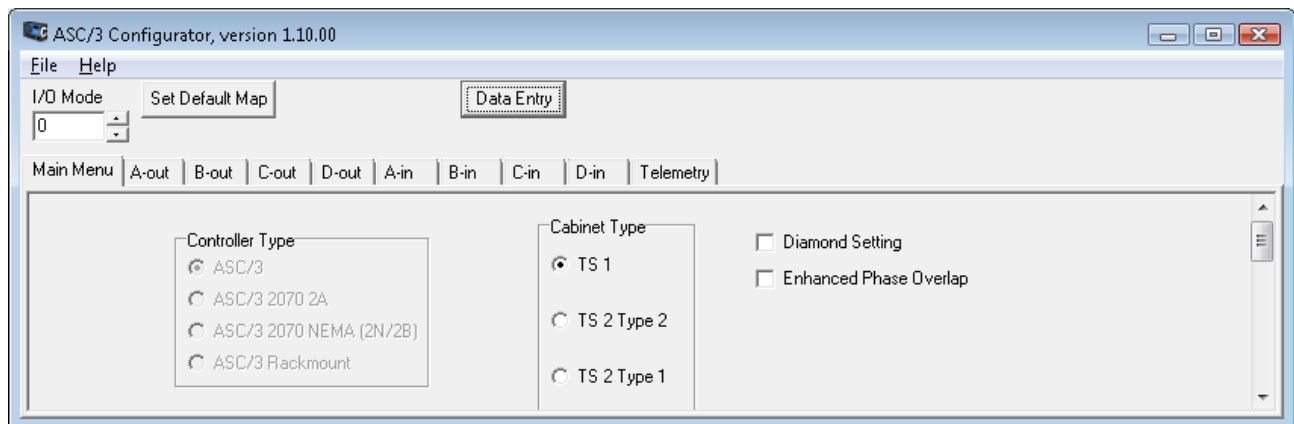 ASC/3 Configurator, version 1.10.00
File Help
I/O Mode Set Default Map Data Entry
0
Main Menu A-out B-out C-out D-out A-in B-in C-in D-in Telemetry
Controller Type
ASC/3
ASC/3 2070 2A
ASC/3 2070 NEMA (2N/2B)
ASC/3 Rackmount
Cabinet Type
TS 1
TS 2 Type 2
TS 2 Type 1
Diamond Setting
Enhanced Phase Overlap